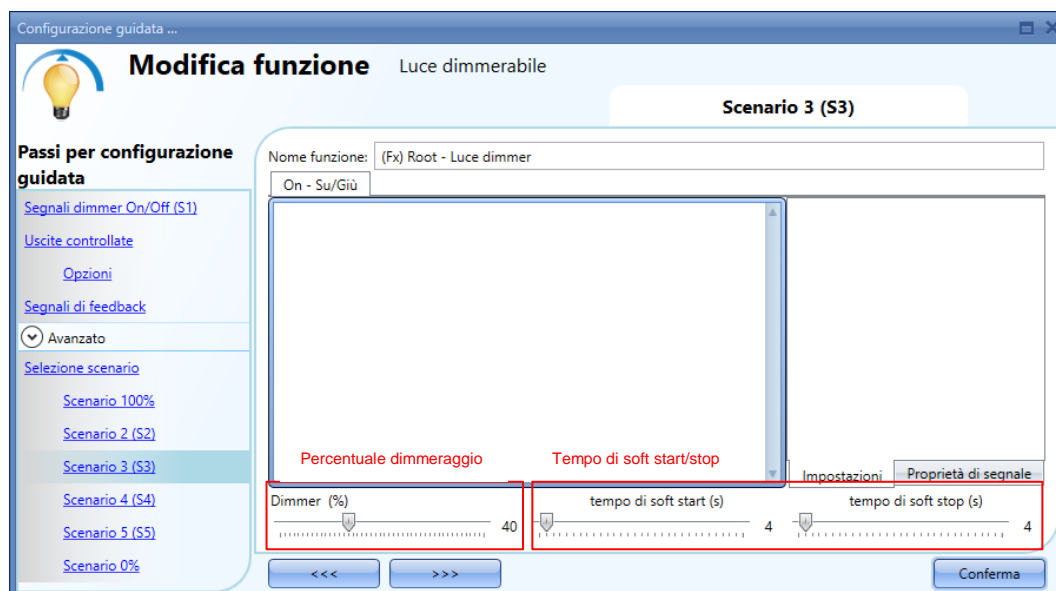 Configurazione guidata ...
Modifica funzione Luce dimmerabile
Scenario 3 (S3)
Passi per configurazione
guidata
Segnali dimmer On/Off (S1)
Uscite controllate
Opzioni
Segnali di feedback
Avanzato
Selezione scenario
Scenario 100%
Scenario 2 (S2)
Scenario 3 (S3)
Scenario 4 (S4)
Scenario 5 (S5)
Scenario 0%
Nome funzione: (Fx) Root - Luce dimmer
On - Su/Giù
Percentuale dimmeraggio Tempo di soft start/stop
Impostazioni Proprietà di segnale
Dimmer (%) tempo di soft start (s) tempo di soft stop (s)
40 4 4
<<< >>> Conferma